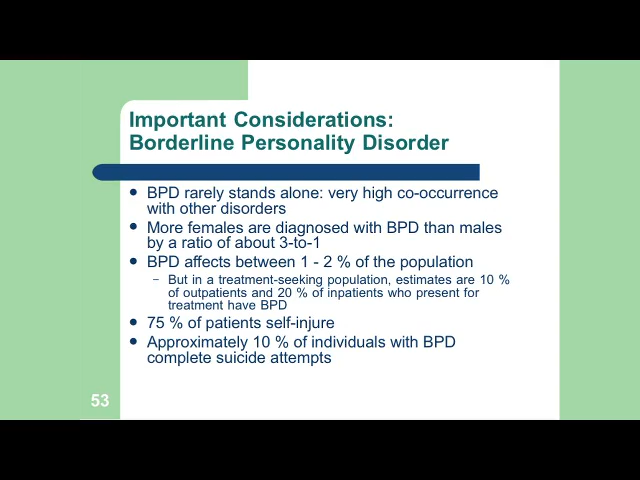 Important Considerations:
Borderline Personality Disorder
• BPD rarely stands alone: very high co-occurrence
with other disorders
• More females are diagnosed with BPD than males
by a ratio of about 3-to-1
• BPD affects between 1 - 2 % of the population
– But in a treatment-seeking population, estimates are 10 %
of outpatients and 20 % of inpatients who present for
treatment have BPD
• 75 % of patients self-injure
• Approximately 10 % of individuals with BPD
complete suicide attempts
53